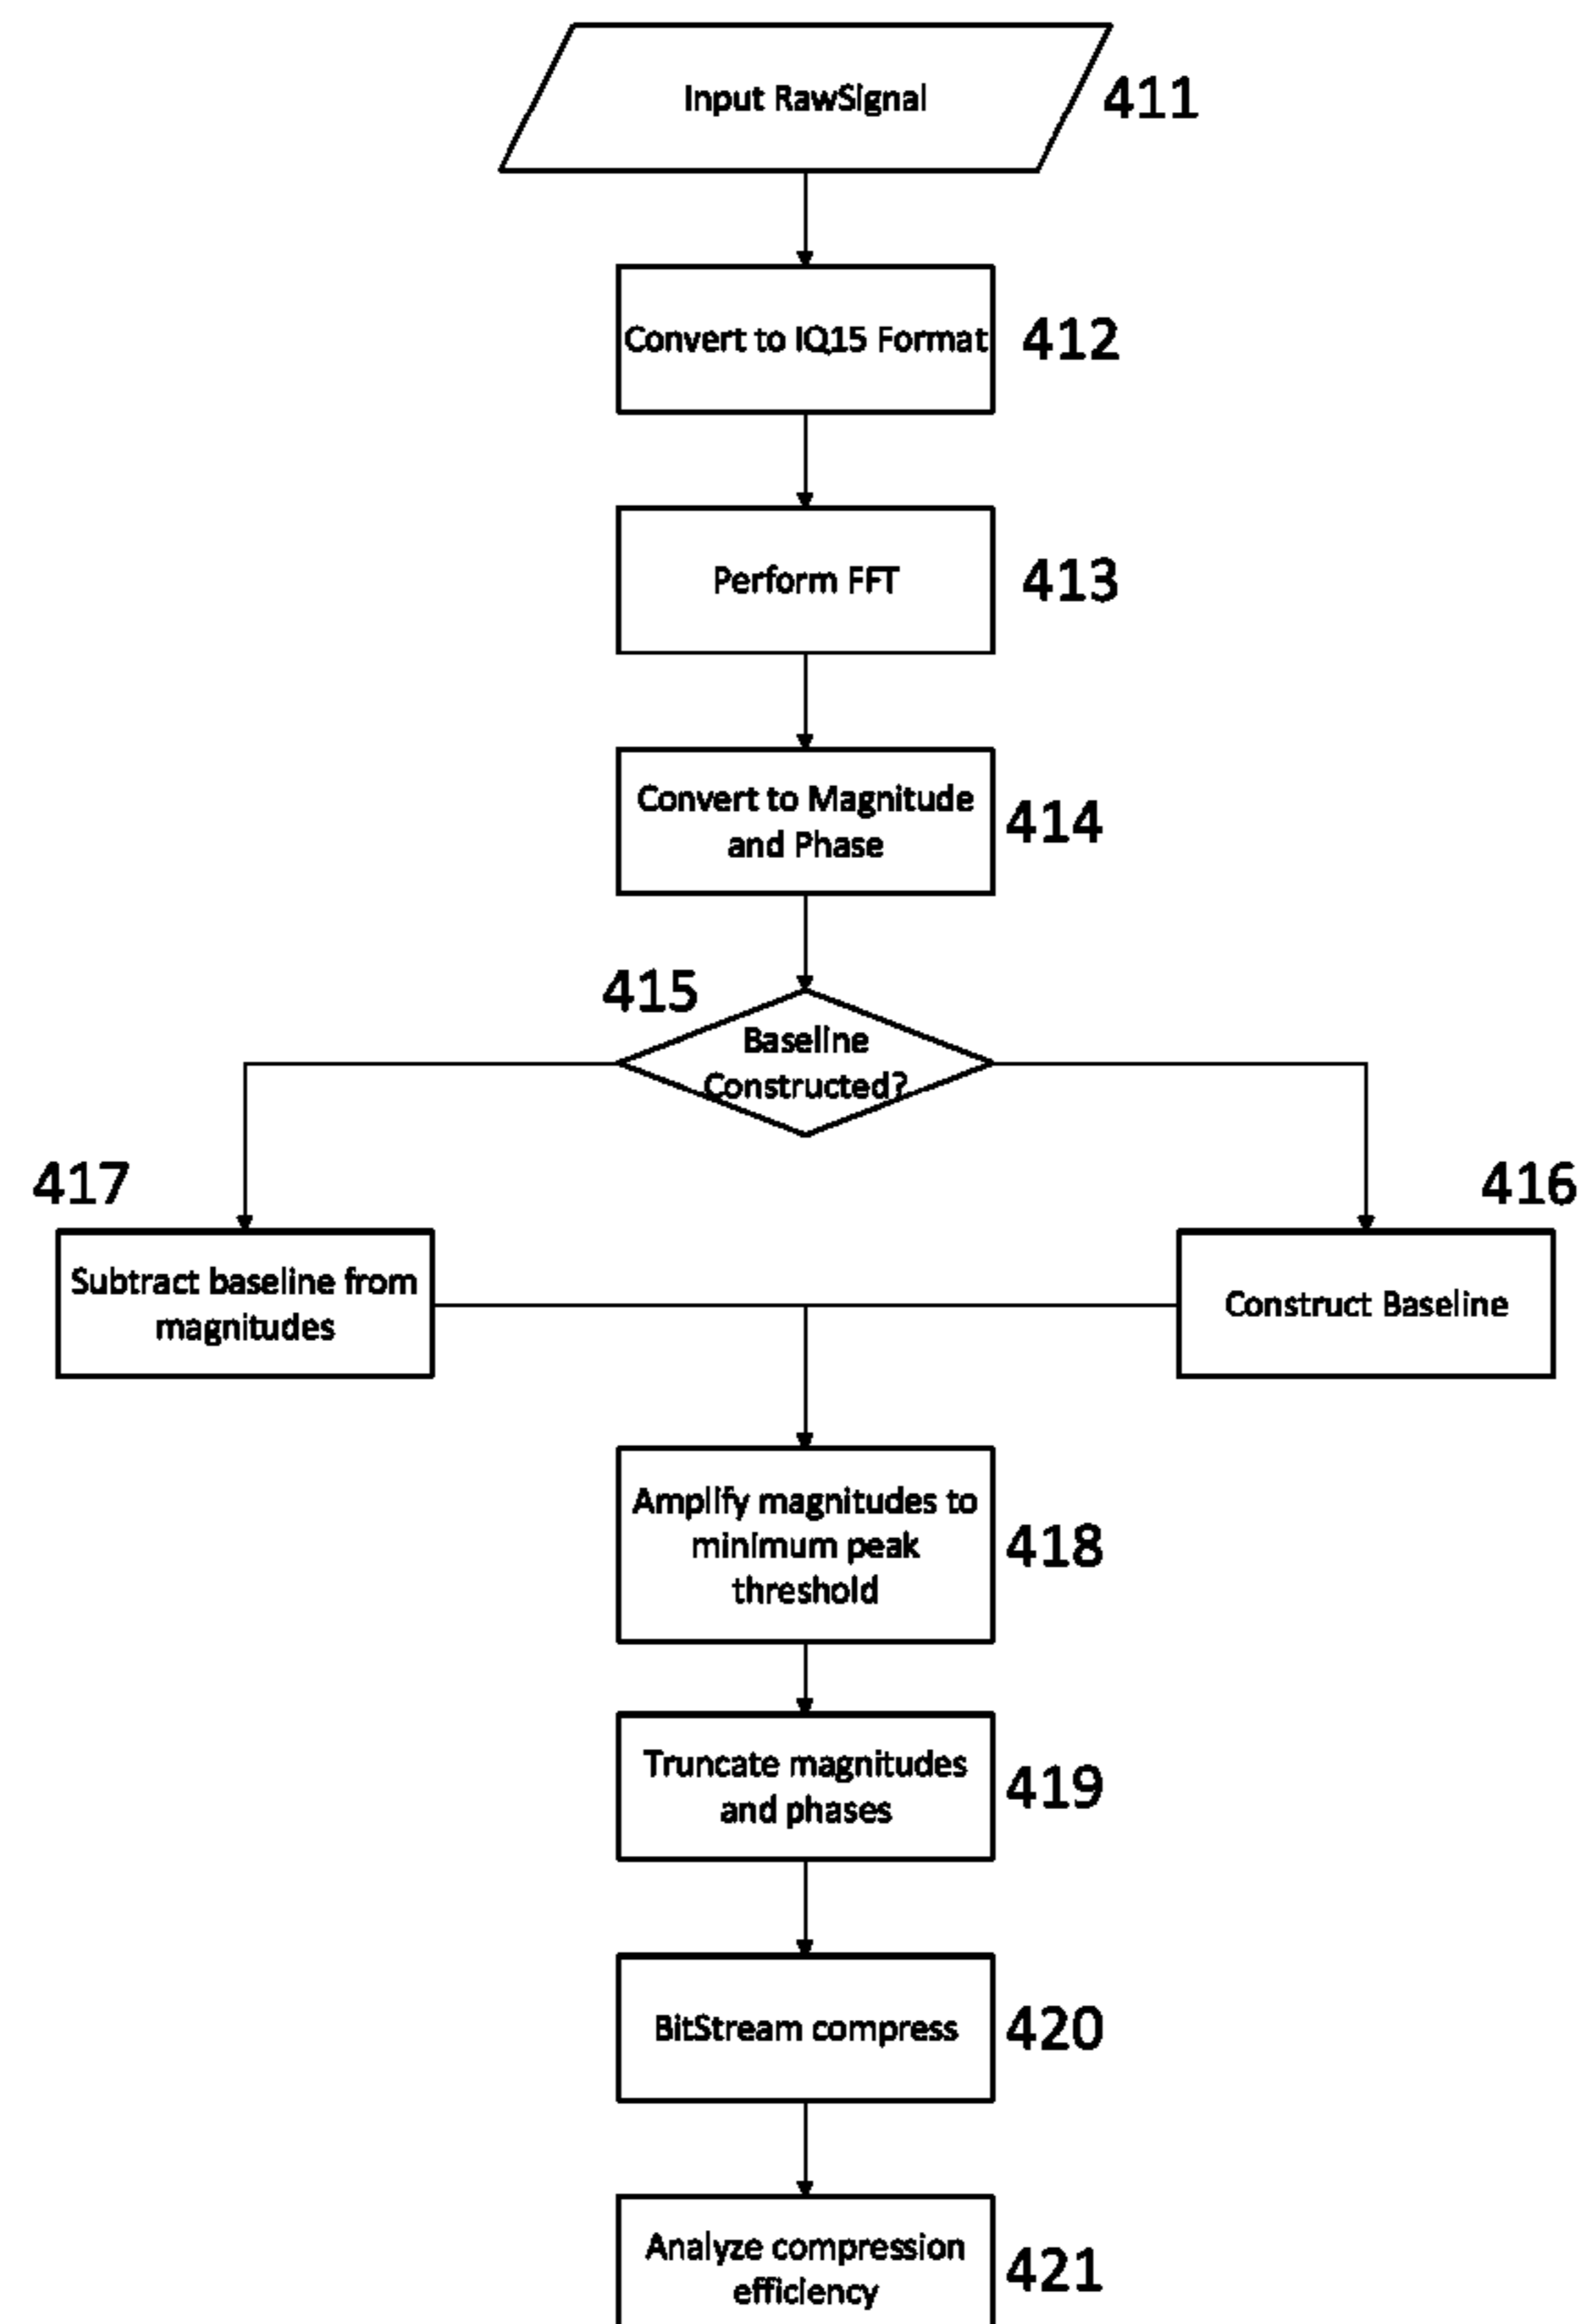 Input RawSignal
411
Convert to IQ15 Format
412
Perform FFT
413
Convert to Magnitude
and Phase
414
415
Baseline
Constructed?
417
416
Subtract baseline from
magnitudes
Construct Baseline
Amplify magnitudes to
minimum peak
threshold
418
Truncate magnitudes
and phases
419
BitStream compress
420
Analyze compression
efficiency
421